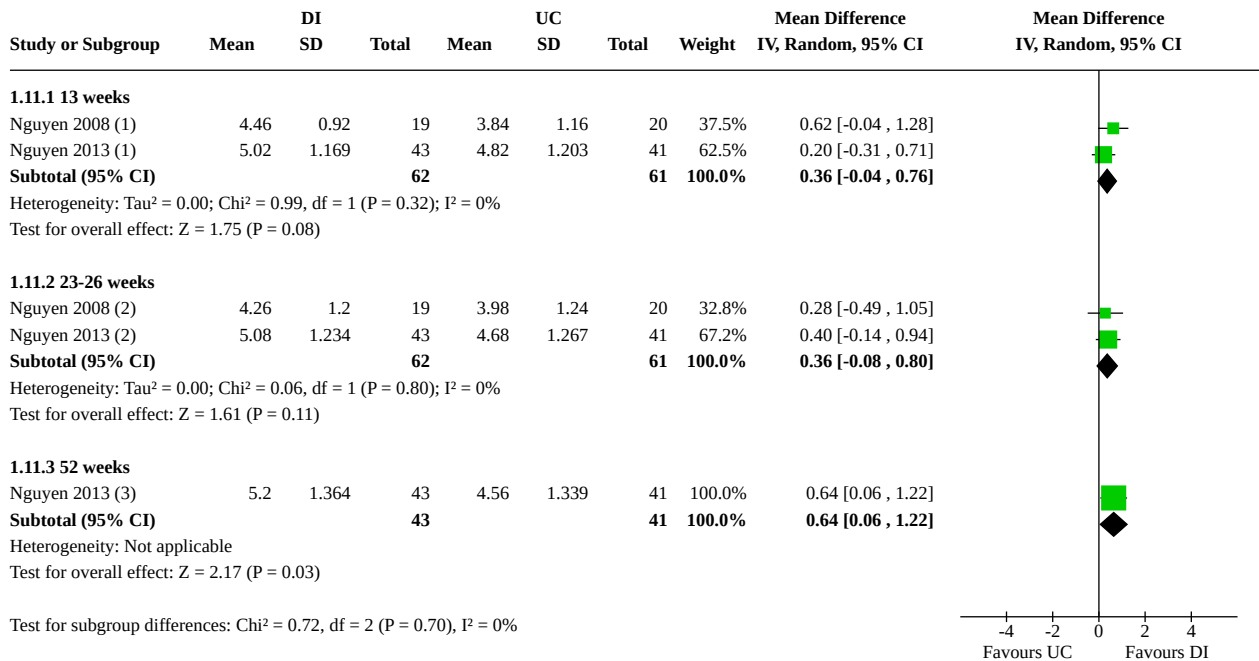 DI UC Mean Difference Mean Difference
Study or Subgroup Mean SD Total Mean SD Total Weight IV, Random, 95% CI IV, Random, 95% CI
1.11.1 13 weeks
Nguyen 2008 (1) 4.46 0.92 19 3.84 1.16 20 37.5% 0.62 [-0.04 , 1.28]
Nguyen 2013 (1) 5.02 1.169 43 4.82 1.203 41 62.5% 0.20 [-0.31 , 0.71]
Subtotal (95% CI) 62 61 100.0% 0.36 [-0.04 , 0.76]
Heterogeneity: Tau² = 0.00; Chi² = 0.99, df = 1 (P = 0.32); I² = 0%
Test for overall effect: Z = 1.75 (P = 0.08)
1.11.2 23-26 weeks
Nguyen 2008 (2) 4.26 1.2 19 3.98 1.24 20 32.8% 0.28 [-0.49 , 1.05]
Nguyen 2013 (2) 5.08 1.234 43 4.68 1.267 41 67.2% 0.40 [-0.14 , 0.94]
Subtotal (95% CI) 62 61 100.0% 0.36 [-0.08 , 0.80]
Heterogeneity: Tau² = 0.00; Chi² = 0.06, df = 1 (P = 0.80); I² = 0%
Test for overall effect: Z = 1.61 (P = 0.11)
1.11.3 52 weeks
Nguyen 2013 (3) 5.2 1.364 43 4.56 1.339 41 100.0% 0.64 [0.06 , 1.22]
Subtotal (95% CI) 43 41 100.0% 0.64 [0.06 , 1.22]
Heterogeneity: Not applicable
Test for overall effect: Z = 2.17 (P = 0.03)
Test for subgroup differences: Chi² = 0.72, df = 2 (P = 0.70), I² = 0%
-4 -2 0 2 4
Favours UC Favours DI